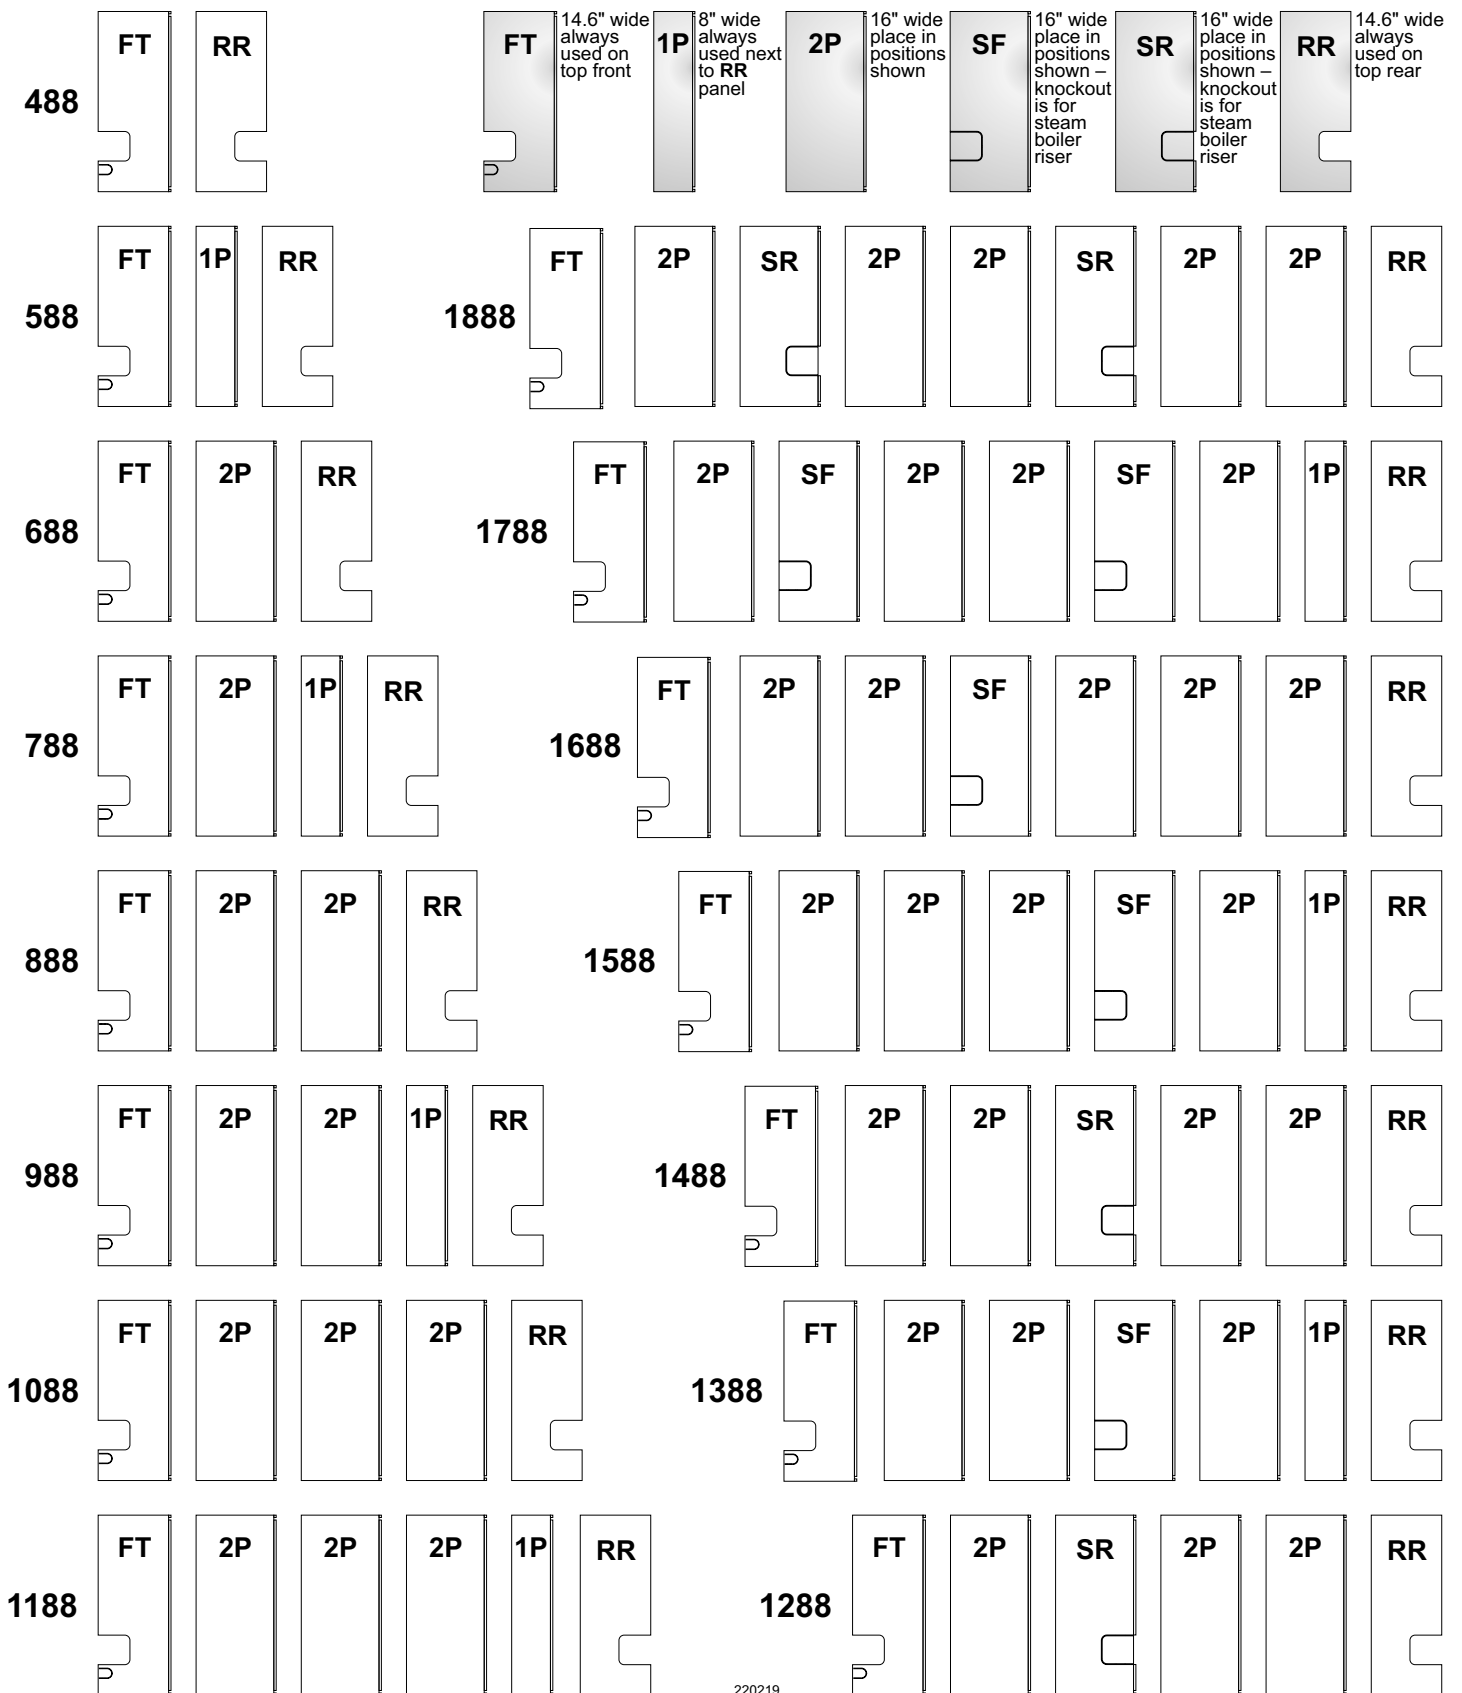 FT RR
488
FT
14.6" wide
always
used on
top front
1P
8" wide
always
used next
to RR
panel
2P
16" wide
place in
positions
shown
SF
16" wide
place in
positions
shown –
knockout
is for
steam
boiler
riser
SR
16" wide
place in
positions
shown –
knockout
is for
steam
boiler
riser
RR
14.6" wide
always
used on
top rear
FT 1P RR
588
FT 2P SR 2P 2P SR 2P 2P RR
1888
FT 2P RR
688
FT 2P SF 2P 2P SF 2P 1P RR
1788
FT 2P 1P RR
788
FT 2P 2P SF 2P 2P 2P RR
1688
FT 2P 2P RR
888
FT 2P 2P 2P SF 2P 1P RR
1588
FT 2P 2P 1P RR
988
FT 2P 2P SR 2P 2P RR
1488
FT 2P 2P 2P RR
1088
FT 2P 2P SF 2P 1P RR
1388
FT 2P 2P 2P 1P RR
1188
FT 2P SR 2P 2P RR
1288
220219